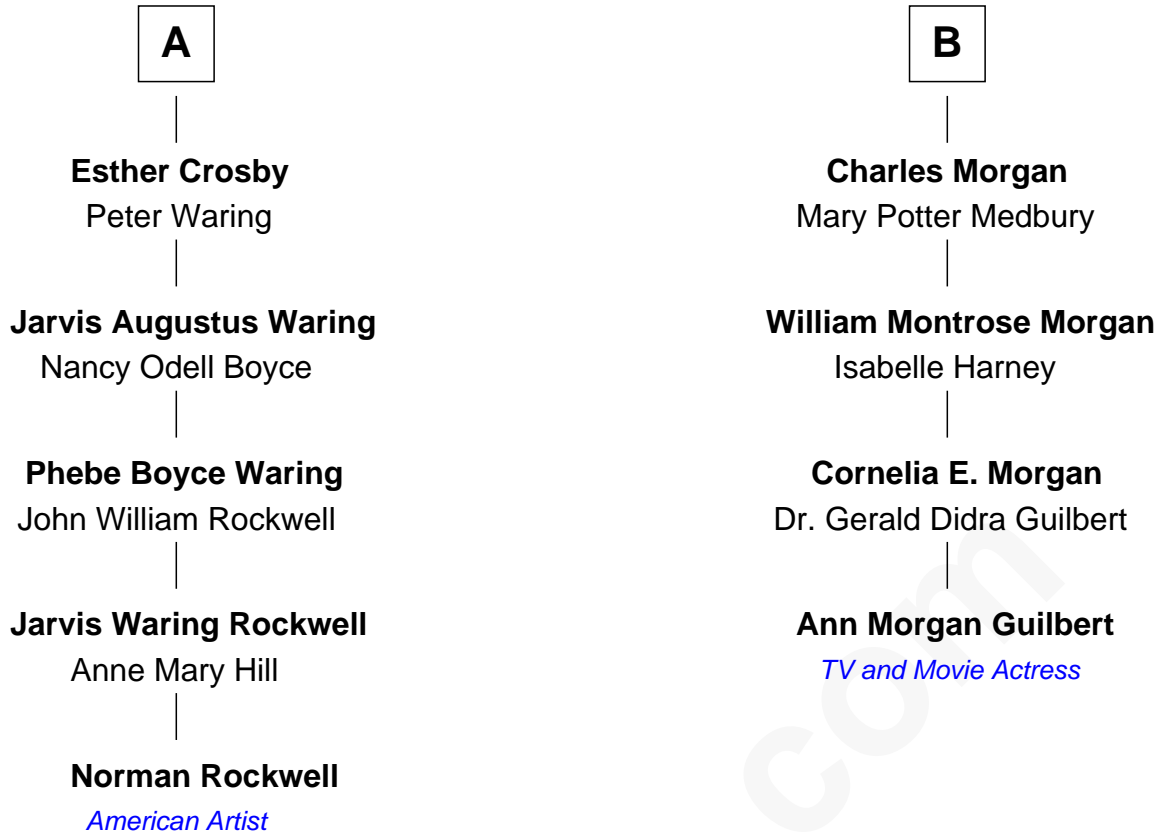 A
Esther Crosby
Peter Waring
Jarvis Augustus Waring
Nancy Odell Boyce
Phebe Boyce Waring
John William Rockwell
Jarvis Waring Rockwell
Anne Mary Hill
Norman Rockwell
American Artist
B
Charles Morgan
Mary Potter Medbury
William Montrose Morgan
Isabelle Harney
Cornelia E. Morgan
Dr. Gerald Didra Guilbert
Ann Morgan Guilbert
TV and Movie Actress
com